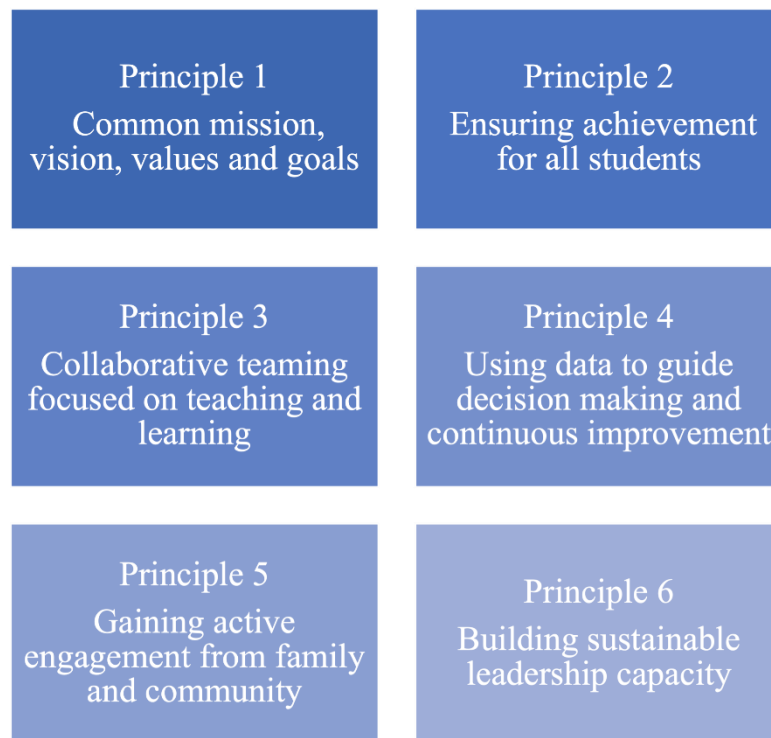 Principle 1
Common mission,
vision, values and goals
Principle 2
Ensuring achievement
for all students
Principle 3
Collaborative teaming
focused on teaching and
learning
Principle 4
Using data to guide
decision making and
continuous improvement
Principle 5
Gaining active
engagement from family
and community
Principle 6
Building sustainable
leadership capacity